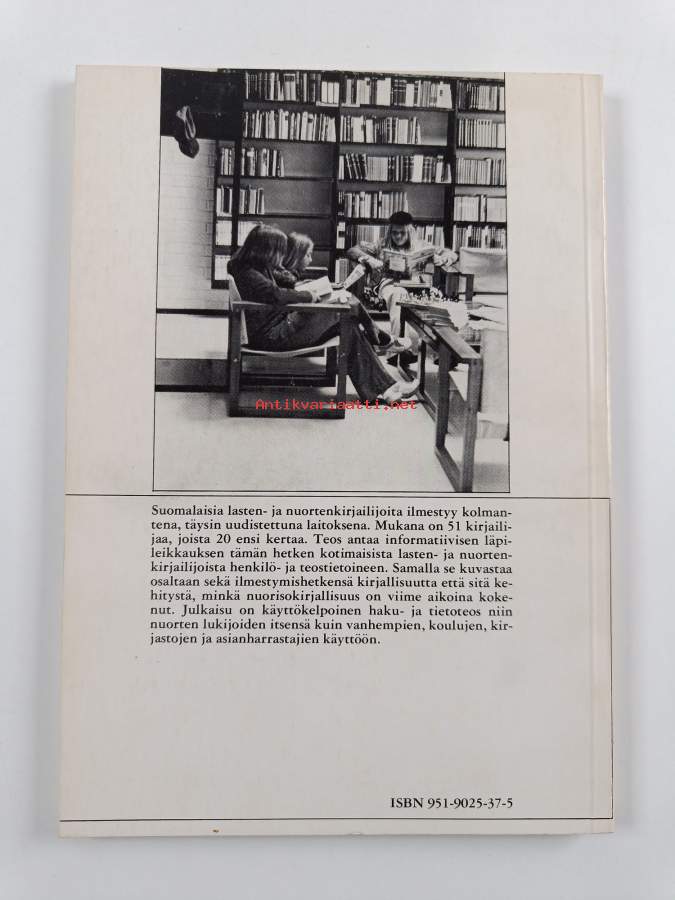 Antikvariaatti.net
Suomalaisia lasten- ja nuortenkirjailijoita ilmestyy kolman-
tena, täysin uudistettuna laitoksena. Mukana on 51 kirjaili-
jaa, joista 20 ensi kertaa. Teos antaa informatiivisen läpi-
leikkauksen tämän hetken kotimaisista lasten- ja nuorten-
kirjailijoista henkilö- ja teostietoineen. Samalla se kuvastaa
osaltaan sekä ilmestymishetkensä kirjallisuutta että sitä ke-
hitystä, minkä nuorisokirjallisuus on viime aikoina koke-
nut. Julkaisu on käyttökelpoinen haku- ja tietoteos niin
nuorten lukijoiden itsensä kuin vanhempien, koulujen, kir-
jastojen ja asianharrastajien käyttöön.
ISBN 951-9025-37-5